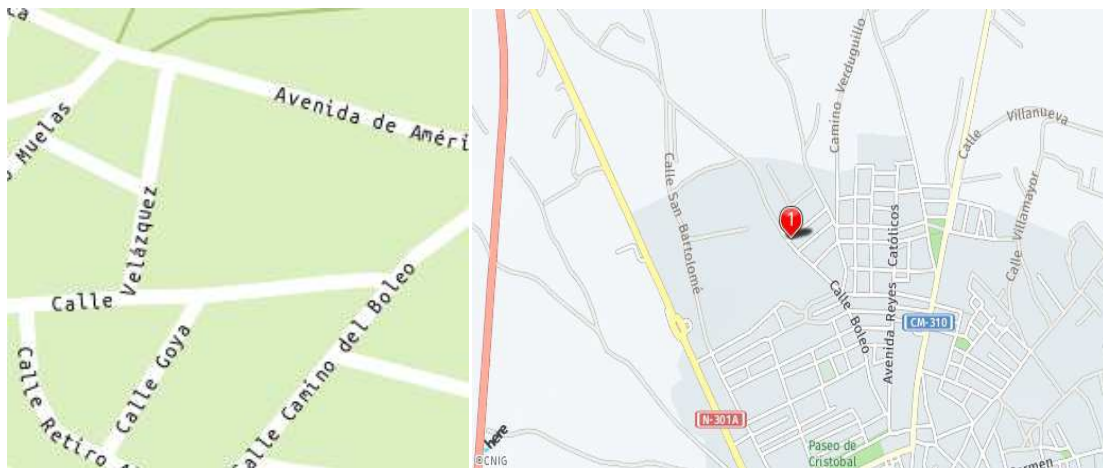 Avenida de Améri
Muelas
Calle Velázquez
Calle Goya
Calle Camino del Boleo
Calle Retiro
Camino Verduguillo
Calle Villanueva
Calle San Bartolomé
1
Avenida Reyes Católicos
Calle Villamayor
Calle Boleo
CM-310
N-301A
Paseo de
Cristobal
here
©CNIG